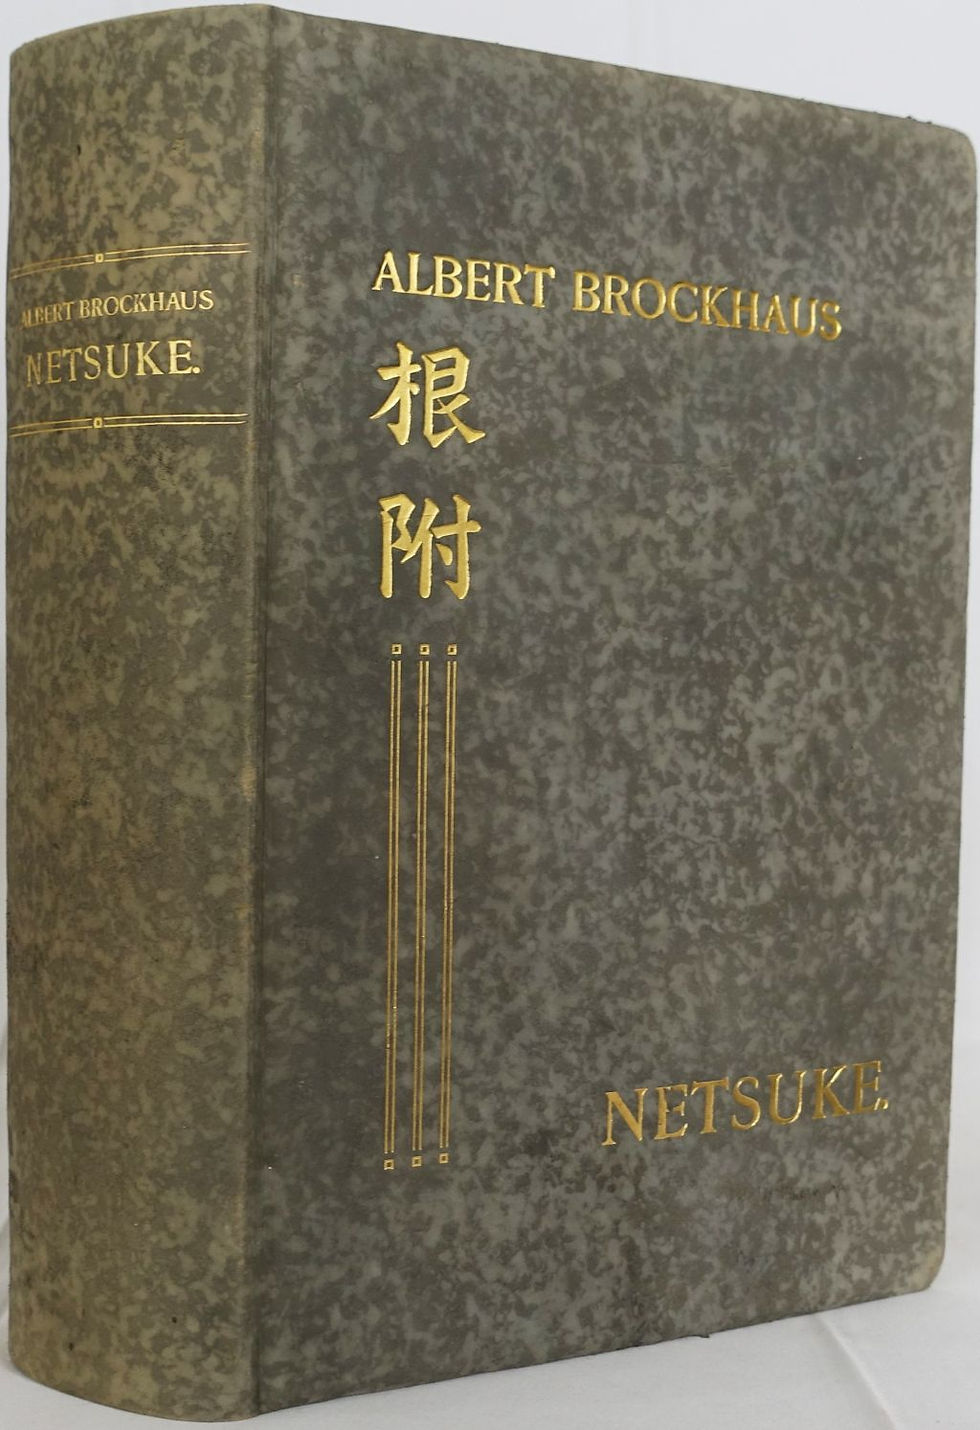 ALBERT BROCKHAUS
NETSUKE.
ALBERT BROCKHAUS
根
附
NETSUKE.